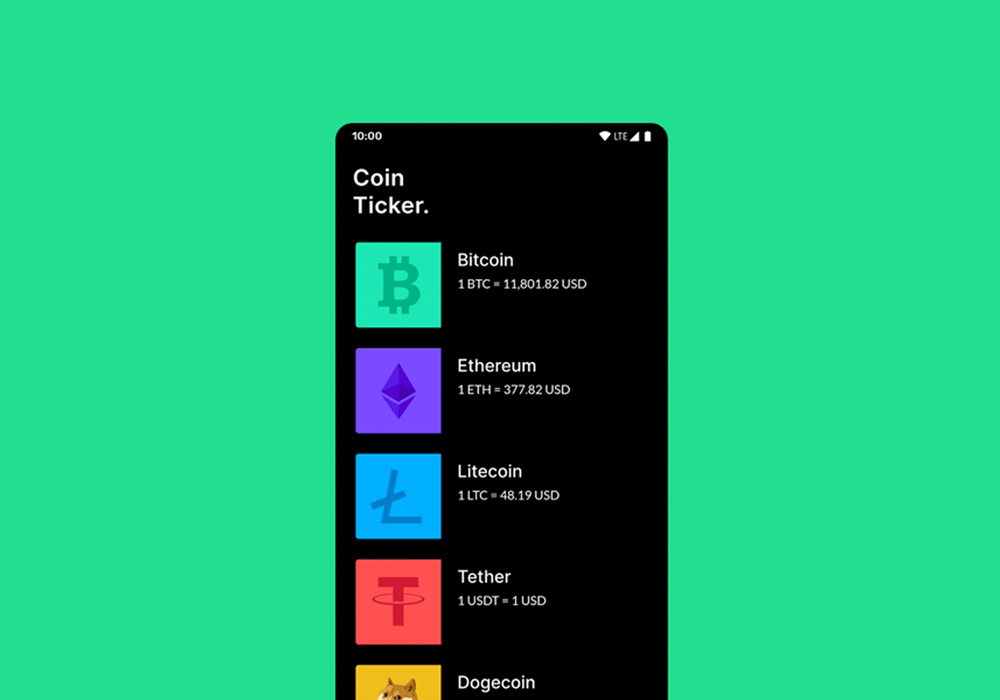 10:00
LTE
Coin
Ticker.
Bitcoin
1 BTC = 11,801.82 USD
Ethereum
1 ETH = 377.82 USD
Litecoin
1 LTC = 48.19 USD
Tether
1 USDT = 1 USD
Dogecoin